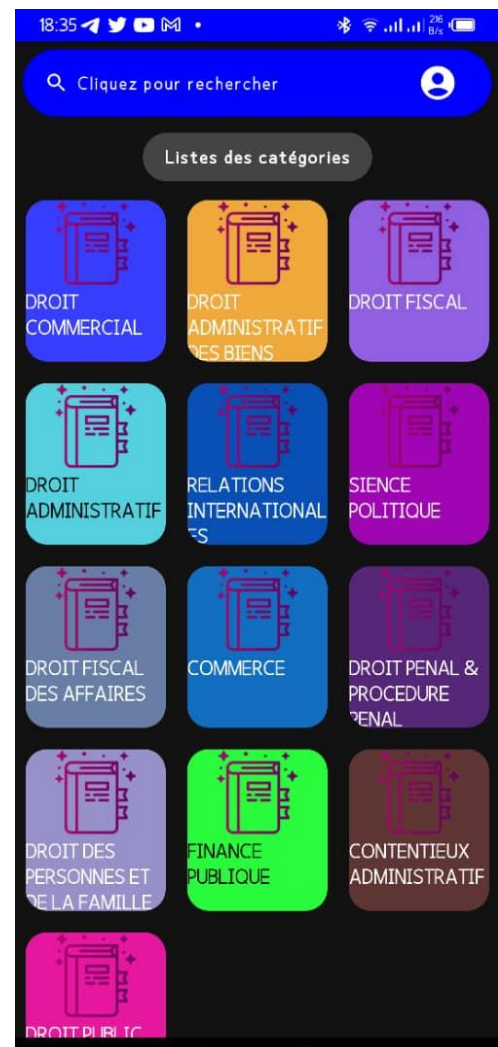 18:35
216
B/s
Cliquez pour rechercher
Listes des catégories
DROIT
COMMERCIAL
DROIT
ADMINISTRATIF
DES BIENS
DROIT FISCAL
DROIT
ADMINISTRATIF
RELATIONS
INTERNATIONAL
ES
SIENCE
POLITIQUE
DROIT FISCAL
DES AFFAIRES
COMMERCE
DROIT PENAL &
PROCEDURE
PENAL
DROIT DES
PERSONNES ET
DE LA FAMILLE
FINANCE
PUBLIQUE
CONTENTIEUX
ADMINISTRATIF
DROIT PUBLIC